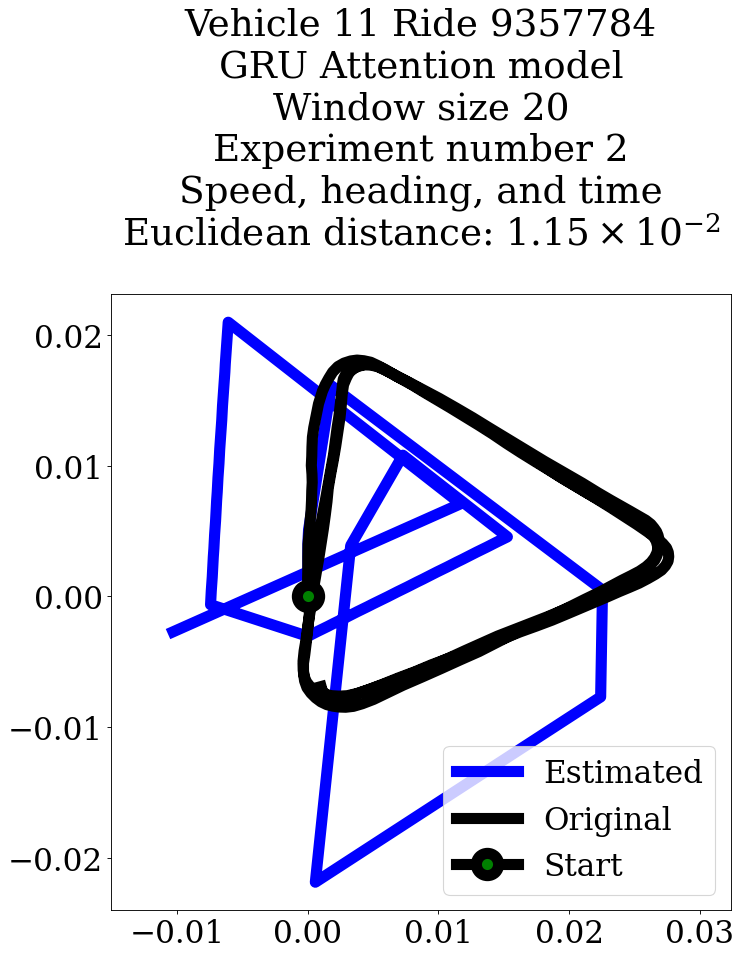 Vehicle 11 Ride 9357784
GRU Attention model
Window size 20
Experiment number 2
Speed, heading, and time
Euclidean distance: 1.15 × 10⁻²
0.02
0.01
0.00
−0.01
−0.02
Estimated
Original
Start
−0.01 0.00 0.01 0.02 0.03